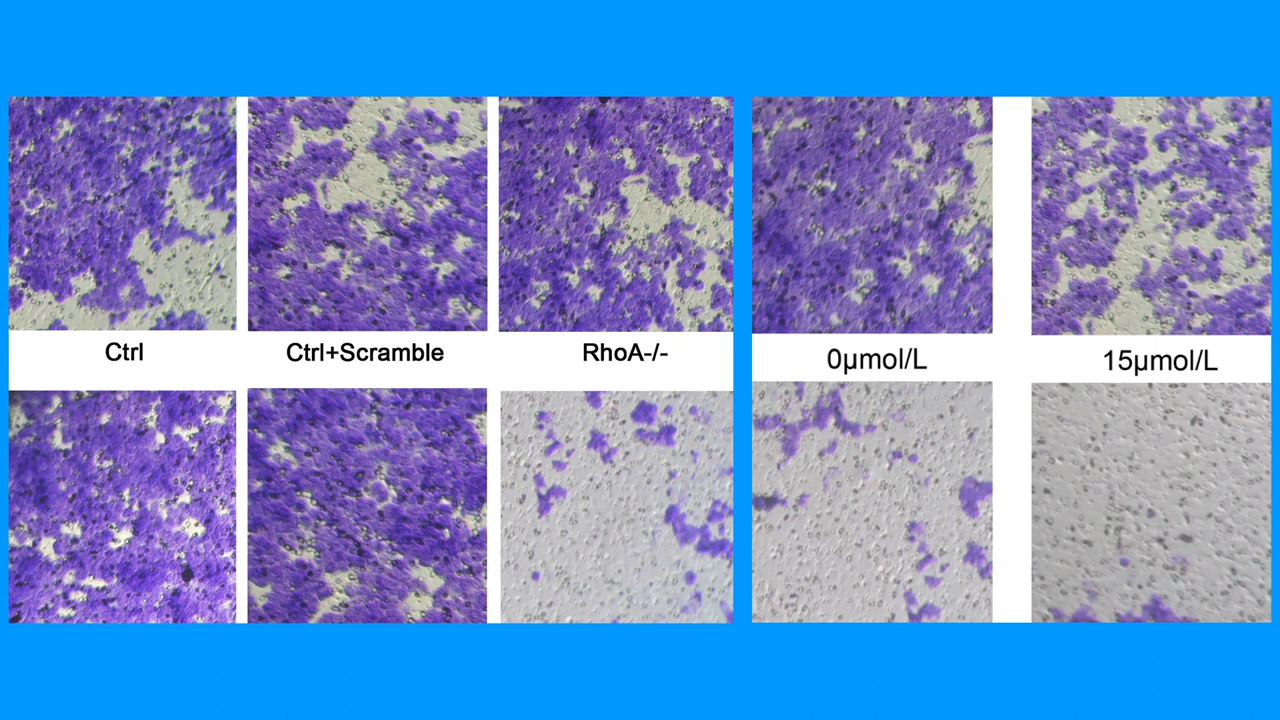 Ctrl
Ctrl+Scramble
RhoA-/-
0μmol/L
15μmol/L